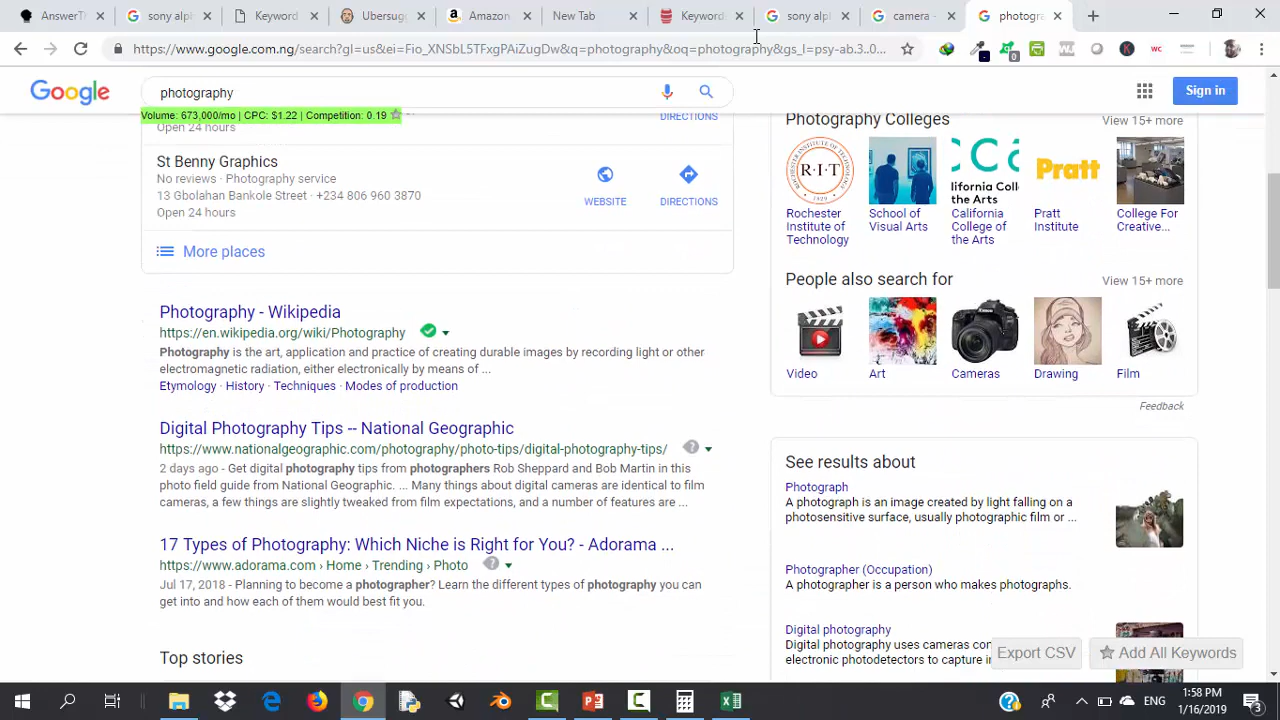 AnswerTh
sony alpl
Keyword
Ubersugg
Amazon
New Tab
Keyword
sony alp
camera -
photogra
https://www.google.com.ng/search?gl=us&ei=Fio_XNSbL5TFxgPAiZugDw&q=photography&oq=photography&gs_l=psy-ab.3..0...
Google
photography
Sign in
Volume: 673,000/mo | CPC: $1.22 | Competition: 0.19
Open 24 hours
DIRECTIONS
St Benny Graphics
No reviews · Photography service
13 Gbolahan Bankole Street · +234 806 960 3870
Open 24 hours
WEBSITE
DIRECTIONS
More places
Photography - Wikipedia
https://en.wikipedia.org/wiki/Photography
Photography is the art, application and practice of creating durable images by recording light or other
electromagnetic radiation, either electronically by means of ...
Etymology · History · Techniques · Modes of production
Digital Photography Tips -- National Geographic
https://www.nationalgeographic.com/photography/photo-tips/digital-photography-tips/
2 days ago - Get digital photography tips from photographers Rob Sheppard and Bob Martin in this
photo field guide from National Geographic. ... Many things about digital cameras are identical to film
cameras, a few things are slightly tweaked from film expectations, and a number of features are ...
17 Types of Photography: Which Niche is Right for You? - Adorama ...
https://www.adorama.com › Home › Trending › Photo
Jul 17, 2018 - Planning to become a photographer? Learn the different types of photography you can
get into and how each of them would best fit you.
Top stories
Photography Colleges
View 15+ more
R·I·T
1829
California Coll
the Arts
Pratt
Rochester
Institute of
Technology
School of
Visual Arts
California
College of
the Arts
Pratt
Institute
College For
Creative...
People also search for
View 15+ more
Video
Art
Cameras
Drawing
Film
Feedback
See results about
Photograph
A photograph is an image created by light falling on a
photosensitive surface, usually photographic film or ...
Photographer (Occupation)
A photographer is a person who makes photographs.
Digital photography
Digital photography uses cameras con
electronic photodetectors to capture in
Export CSV
Add All Keywords
ENG
1:58 PM
1/16/2019
3